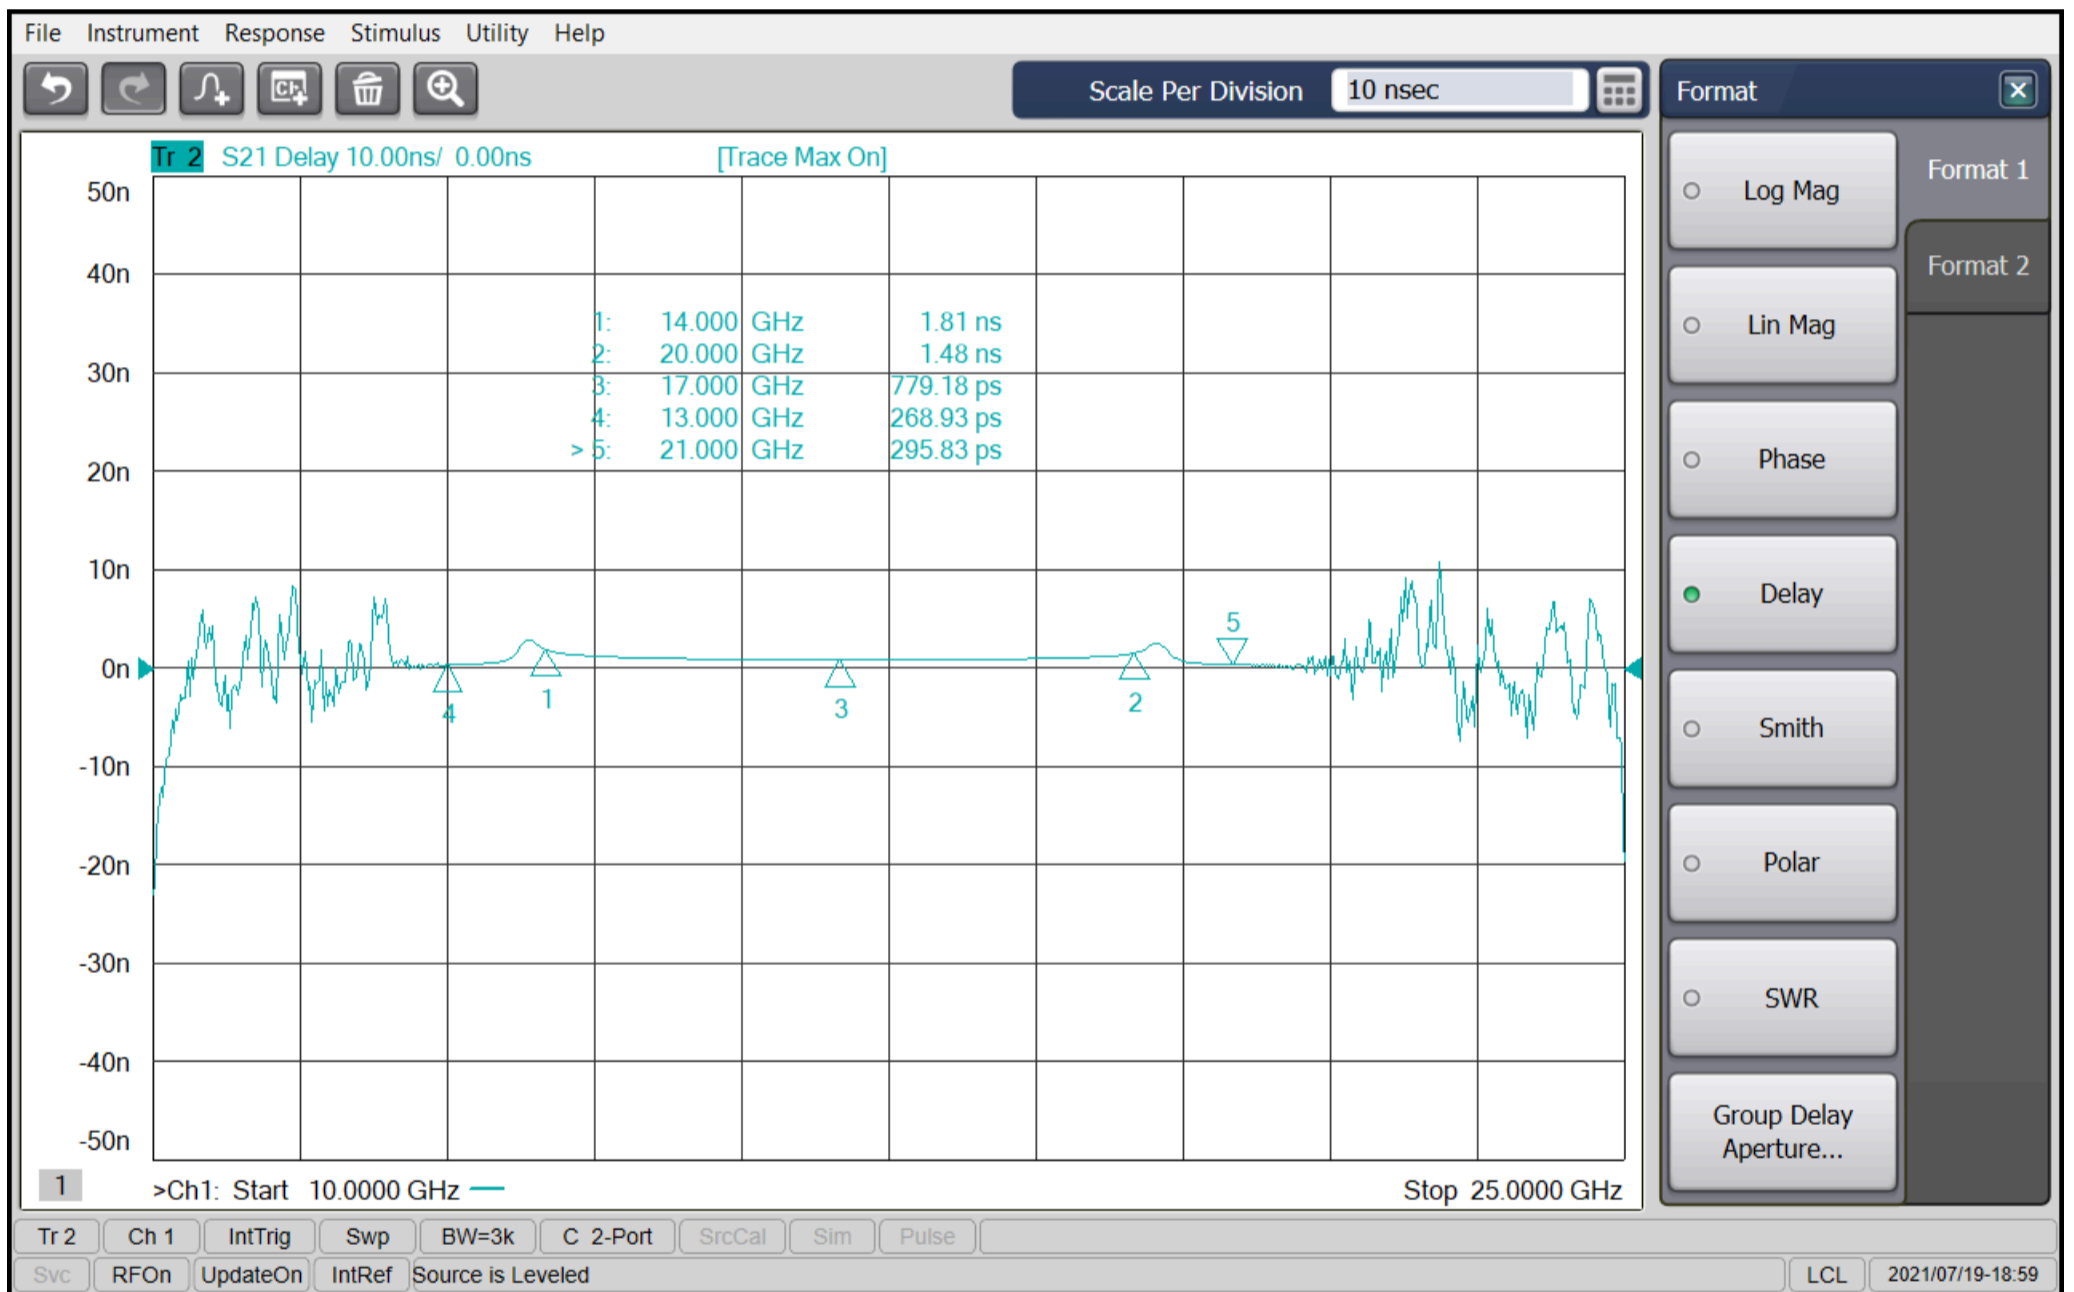 File Instrument Response Stimulus Utility Help
Scale Per Division 10 nsec
Format
Tr 2 S21 Delay 10.00ns/ 0.00ns [Trace Max On]
50n
40n
30n
20n
10n
0n
-10n
-20n
-30n
-40n
-50n
1: 14.000 GHz 1.81 ns
2: 20.000 GHz 1.48 ns
3: 17.000 GHz 779.18 ps
4: 13.000 GHz 268.93 ps
> 5: 21.000 GHz 295.83 ps
4
1
3
2
5
1 >Ch1: Start 10.0000 GHz Stop 25.0000 GHz
Format 1
Format 2
Log Mag
Lin Mag
Phase
Delay
Smith
Polar
SWR
Group Delay
Aperture...
Tr 2 Ch 1 IntTrig Swp BW=3k C 2-Port SrcCal Sim Pulse
Svc RFOn UpdateOn IntRef Source is Leveled LCL 2021/07/19-18:59